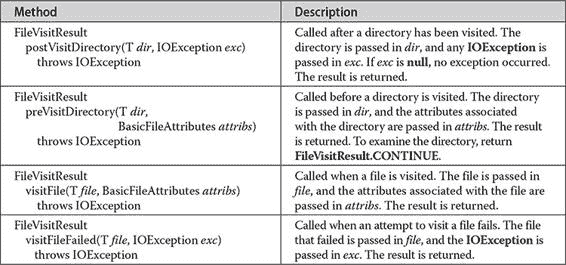 Method
Description
FileVisitResult
postVisitDirectory(T dir, IOException exc)
throws IOException
Called after a directory has been visited. The
directory is passed in dir, and any IOException is
passed in exc. If exc is null, no exception occurred.
The result is returned.
FileVisitResult
preVisitDirectory(T dir,
BasicFileAttributes attribs)
throws IOException
Called before a directory is visited. The directory
is passed in dir, and the attributes associated
with the directory are passed in attribs. The result
is returned. To examine the directory, return
FileVisitResult.CONTINUE.
FileVisitResult
visitFile(T file, BasicFileAttributes attribs)
throws IOException
Called when a file is visited. The file is passed in
file, and the attributes associated with the file are
passed in attribs. The result is returned.
FileVisitResult
visitFileFailed(T file, IOException exc)
throws IOException
Called when an attempt to visit a file fails. The file
that failed is passed in file, and the IOException is
passed in exc. The result is returned.